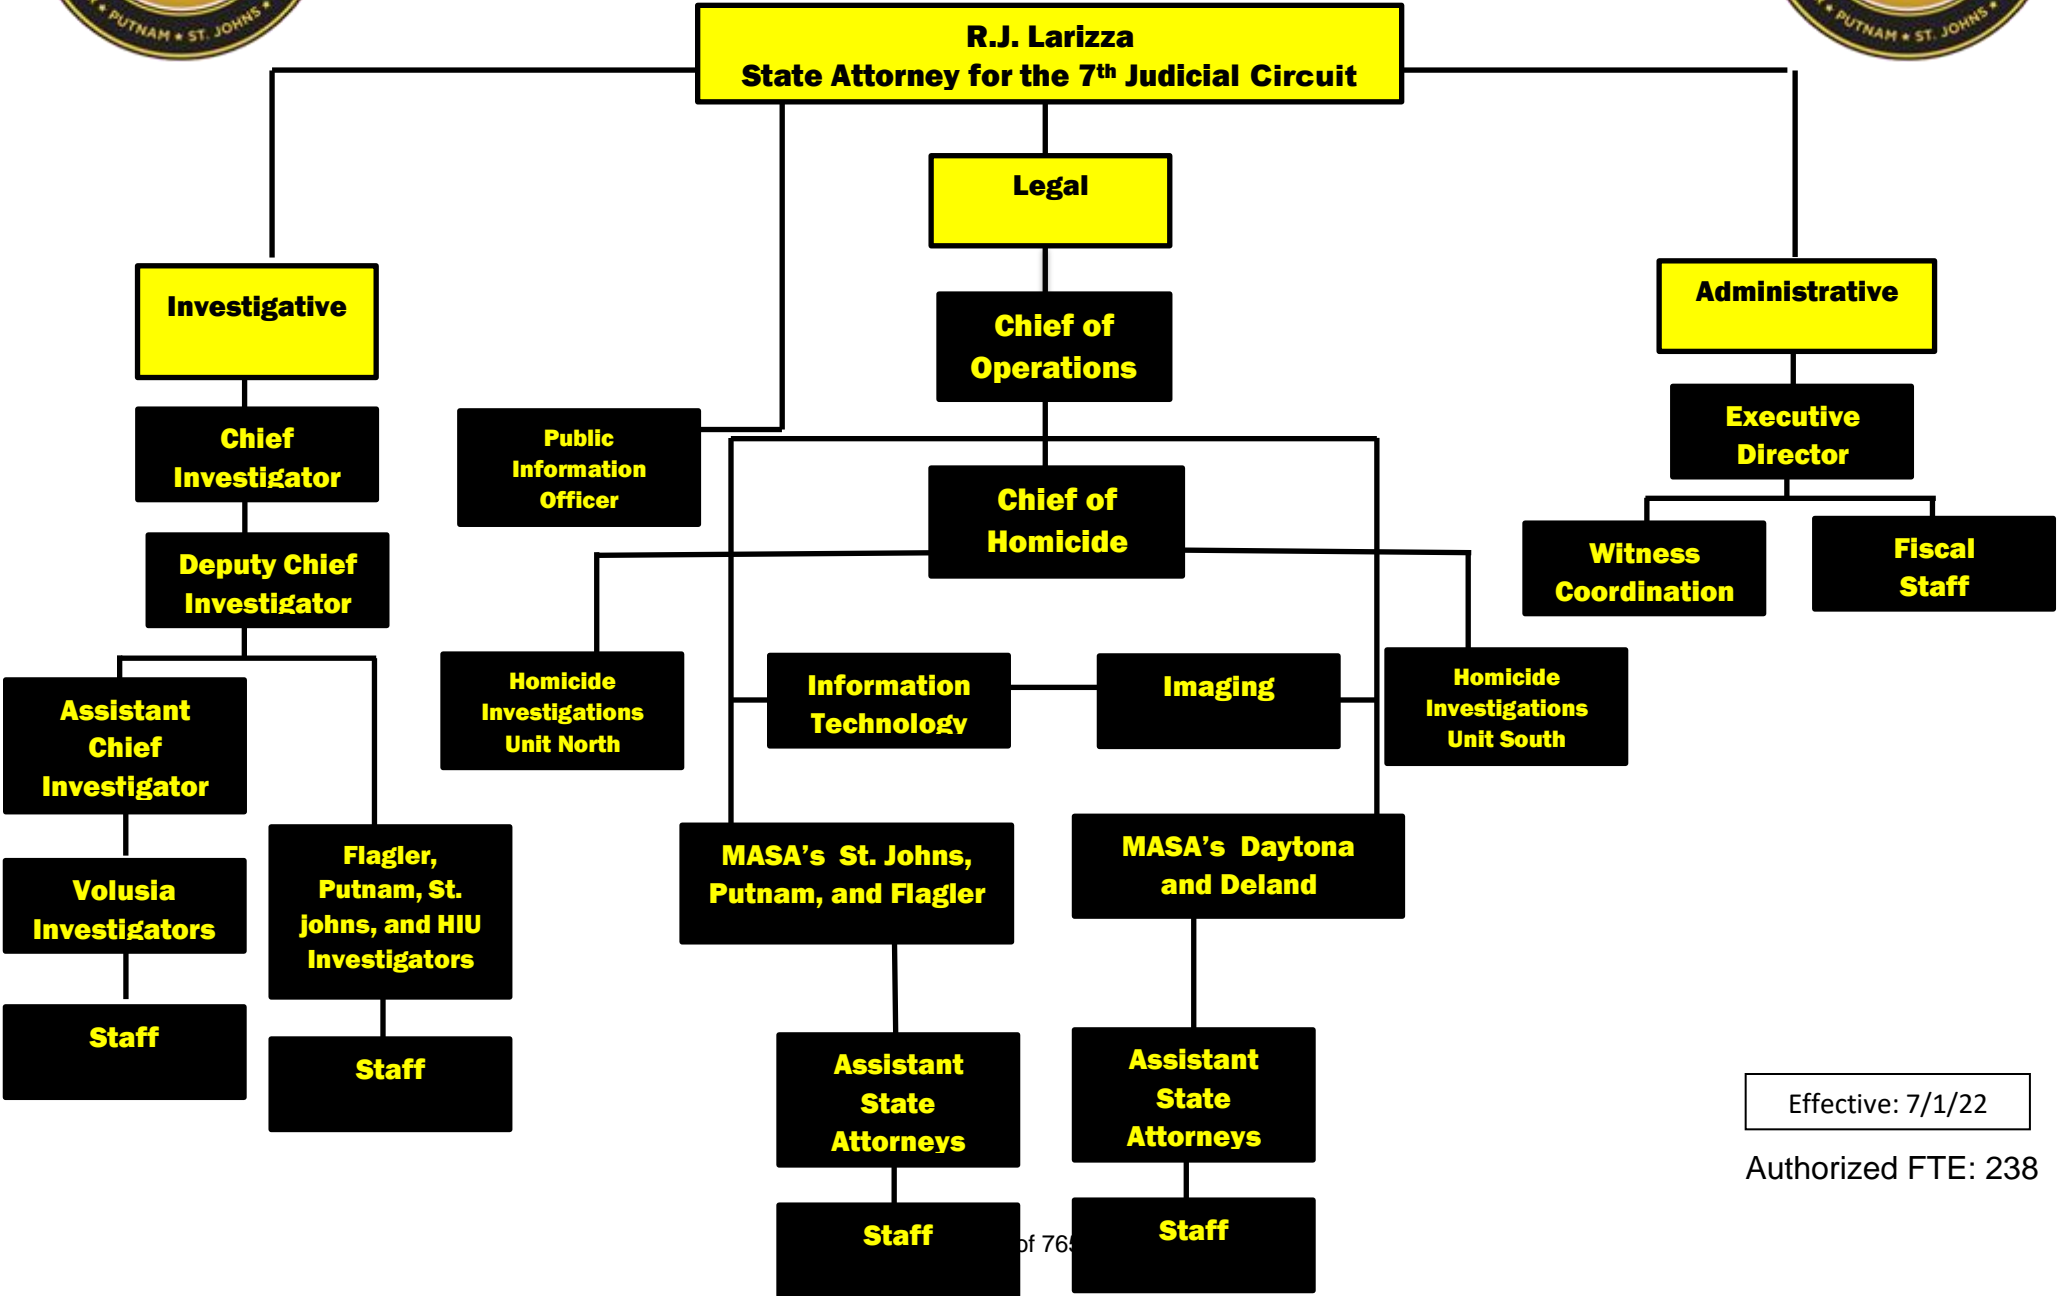 PUTNAM ★ ST. JOHNS ★
PUTNAM ★ ST. JOHNS ★
R.J. Larizza
State Attorney for the 7th Judicial Circuit
Legal
Investigative
Administrative
Chief of
Operations
Executive
Director
Chief
Investigator
Public
Information
Officer
Chief of
Homicide
Witness
Coordination
Fiscal
Staff
Deputy Chief
Investigator
Homicide
Investigations
Unit North
Information
Technology
Imaging
Homicide
Investigations
Unit South
Assistant
Chief
Investigator
Flagler,
Putnam, St.
johns, and HIU
Investigators
MASA’s  St. Johns,
Putnam, and Flagler
MASA’s  Daytona
and Deland
Volusia
Investigators
Staff
Staff
Assistant
State
Attorneys
Assistant
State
Attorneys
Staff
Staff
Effective: 7/1/22
Authorized FTE: 238
of 765